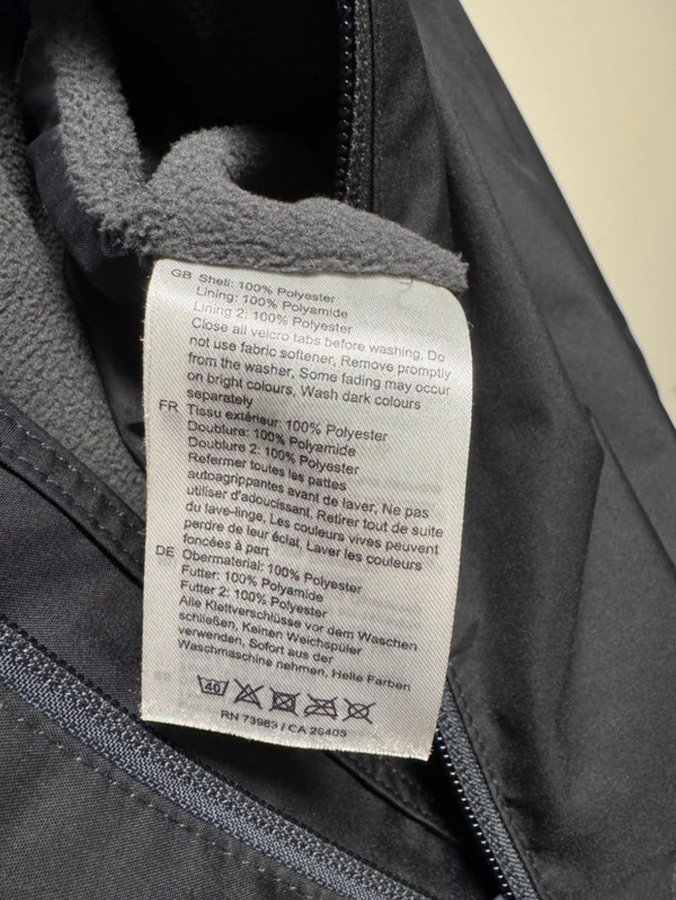 GB Shell: 100% Polyester
Lining: 100% Polyamide
Lining 2: 100% Polyester
Close all velcro tabs before washing, Do
not use fabric softener, Remove promptly
from the washer, Some fading may occur
on bright colours, Wash dark colours
separately
FR Tissu extérieur: 100% Polyester
Doublure: 100% Polyamide
Doublure 2: 100% Polyester
Refermer toutes les pattes
autoagrippantes avant de laver, Ne pas
utiliser d'adoucissant, Retirer tout de suite
du lave-linge, Les couleurs vives peuvent
perdre de leur éclat, Laver les couleurs
foncées à part
DE Obermaterial: 100% Polyester
Futter: 100% Polyamide
Futter 2: 100% Polyester
Alle Klettverschlüsse vor dem Waschen
schließen, Keinen Weichspüler
verwenden, Sofort aus der
Waschmaschine nehmen, Helle Farben
40
RN 73983 / CA 26405